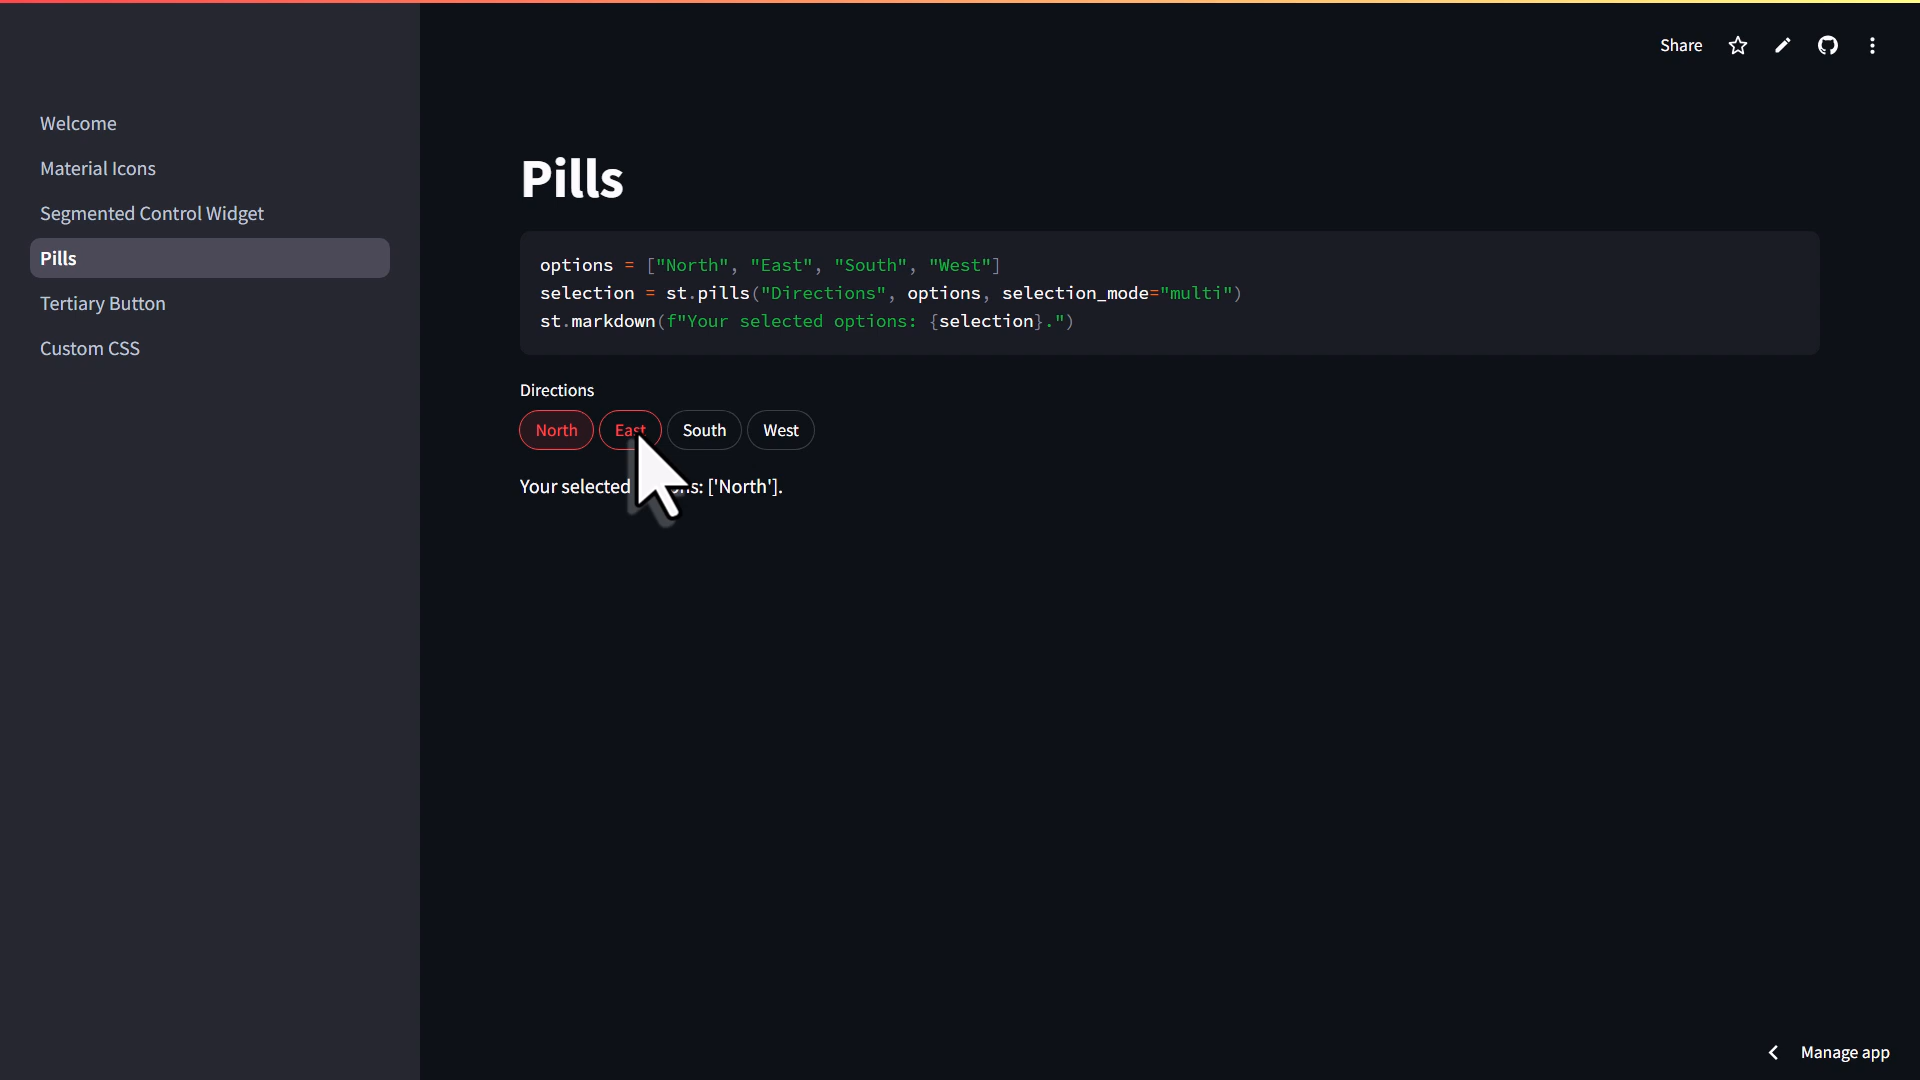 Share
Welcome
Material Icons
Segmented Control Widget
Pills
Tertiary Button
Custom CSS
Pills
options = ["North", "East", "South", "West"]
selection = st.pills("Directions", options, selection_mode="multi")
st.markdown(f"Your selected options: {selection}.")
Directions
North East South West
Your selected ['North'].
Manage app